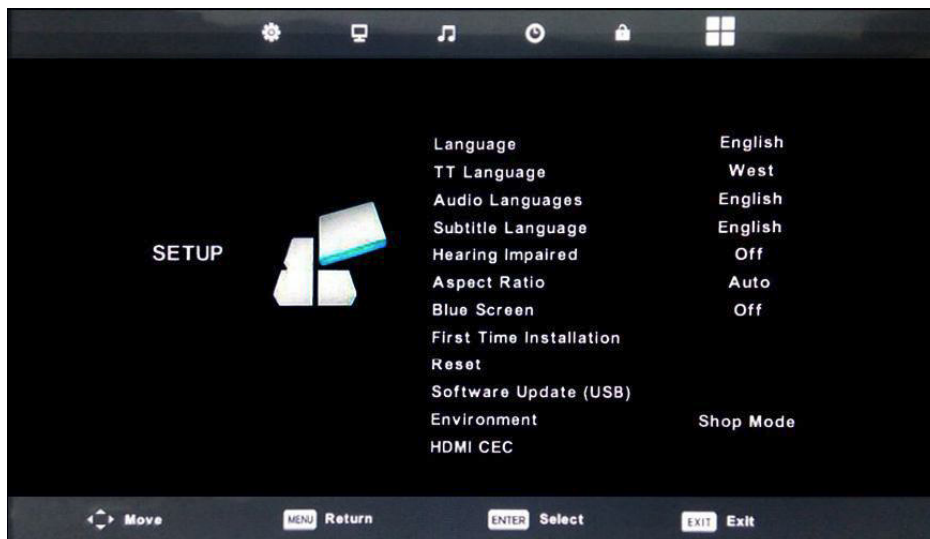 Language English
TT Language West
Audio Languages English
Subtitle Language English
SETUP
Hearing Impaired Off
Aspect Ratio Auto
Blue Screen Off
First Time Installation
Reset
Software Update (USB)
Environment Shop Mode
HDMI CEC
Move MENU Return ENTER Select EXIT Exit